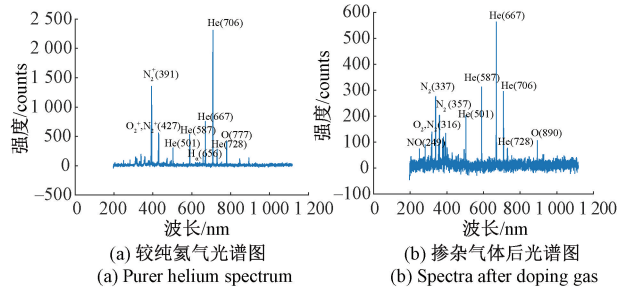 2 500
2 000
1 500
1 000
500
0
−500
强度/counts
He(706)
N₂⁺(391)
O₂⁺,N₂⁺(427)
He(667)
He(587)
He(501)
Hα(656)
O(777)
He(728)
0 200 400 600 800 1 000 1 200
波长/nm
(a) 较纯氦气光谱图
(a) Purer helium spectrum
600
500
400
300
200
100
0
−100
强度/counts
He(667)
He(587)
He(706)
N₂(337)
N₂(357)
He(501)
O₂,N₂(316)
NO(249)
He(728)
O(890)
0 200 400 600 800 1 000 1 200
波长/nm
(b) 掺杂气体后光谱图
(b) Spectra after doping gas